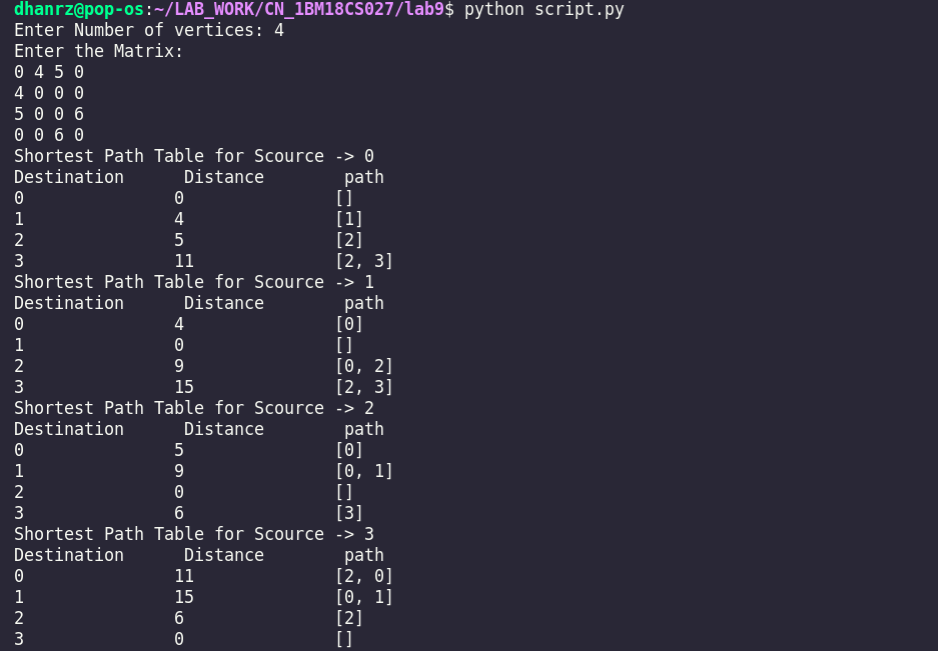 dhanrz@pop-os:~/LAB_WORK/CN_1BM18CS027/lab9$ python script.py
Enter Number of vertices: 4
Enter the Matrix:
0 4 5 0
4 0 0 0
5 0 0 6
0 0 6 0
Shortest Path Table for Scource -> 0
Destination      Distance        path
0               0               []
1               4               [1]
2               5               [2]
3               11              [2, 3]
Shortest Path Table for Scource -> 1
Destination      Distance        path
0               4               [0]
1               0               []
2               9               [0, 2]
3               15              [2, 3]
Shortest Path Table for Scource -> 2
Destination      Distance        path
0               5               [0]
1               9               [0, 1]
2               0               []
3               6               [3]
Shortest Path Table for Scource -> 3
Destination      Distance        path
0               11              [2, 0]
1               15              [0, 1]
2               6               [2]
3               0               []